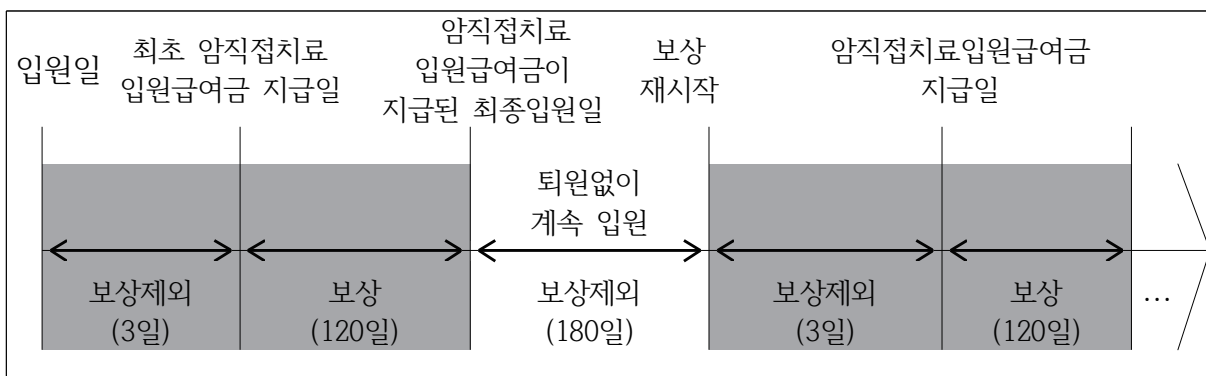 입원일
최초 암직접치료
입원급여금 지급일
암직접치료
입원급여금이
지급된 최종입원일
보상
재시작
암직접치료입원급여금
지급일
퇴원없이
계속 입원
보상제외
(3일)
보상
(120일)
보상제외
(180일)
보상제외
(3일)
보상
(120일)
…